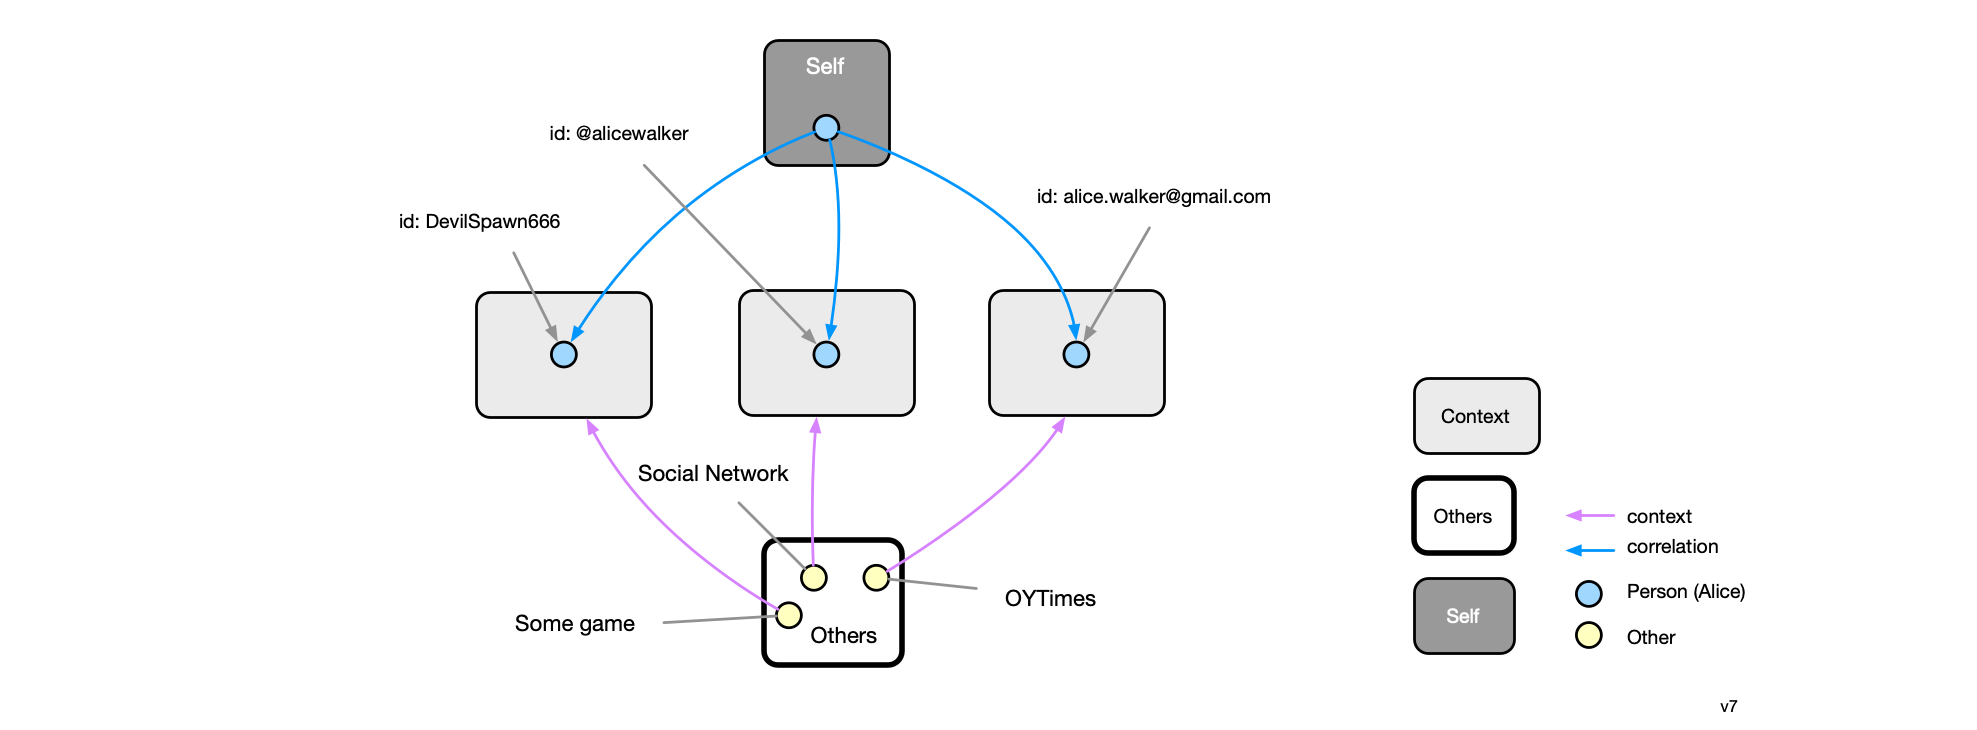 Self
id: @alicewalker
id: alice.walker@gmail.com
id: DevilSpawn666
Social Network
OYTimes
Some game
Others
Context
Others
context
correlation
Self
Person (Alice)
Other
v7